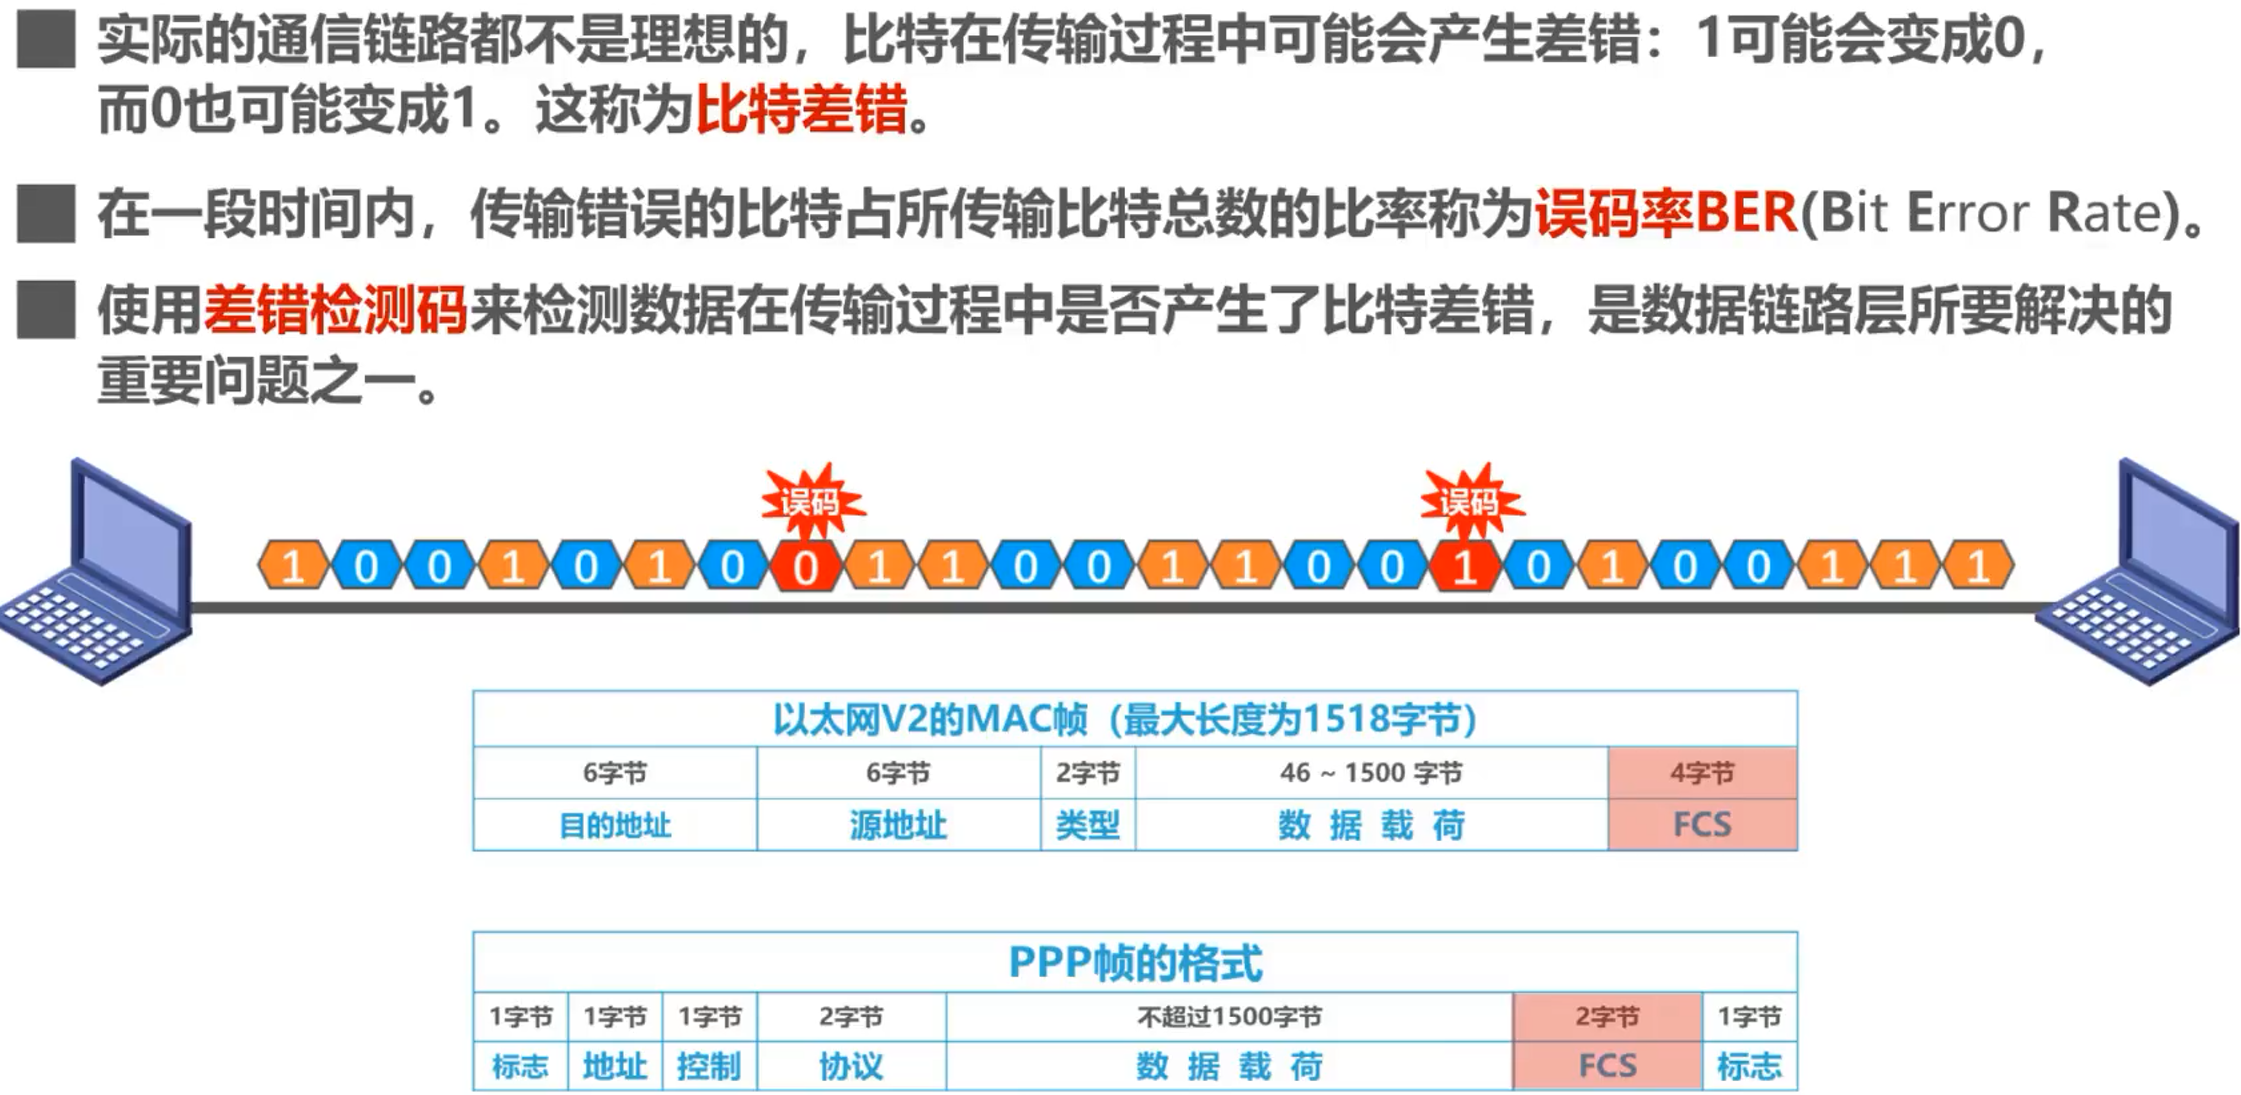 实际的通信链路都不是理想的，比特在传输过程中可能会产生差错：1可能会变成0，
而0也可能变成1。这称为比特差错。
在一段时间内，传输错误的比特占所传输比特总数的比率称为误码率BER(Bit Error Rate)。
使用差错检测码来检测数据在传输过程中是否产生了比特差错，是数据链路层所要解决的
重要问题之一。
误码 误码
1 0 0 1 0 1 0 0 1 1 0 0 1 1 0 0 1 0 1 0 0 1 1 1
以太网V2的MAC帧（最大长度为1518字节）
6字节 6字节 2字节 46 ~ 1500 字节 4字节
目的地址 源地址 类型 数 据 载 荷 FCS
PPP帧的格式
1字节 1字节 1字节 2字节 不超过1500字节 2字节 1字节
标志 地址 控制 协议 数 据 载 荷 FCS 标志